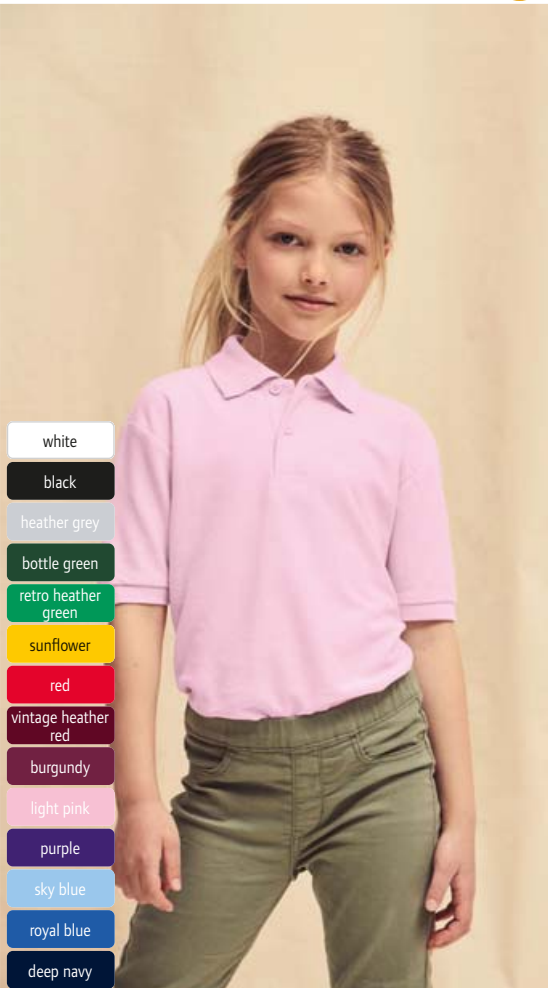 white
black
heather grey
bottle green
retro heather
green
sunflower
red
vintage heather
red
burgundy
light pink
purple
sky blue
royal blue
deep navy